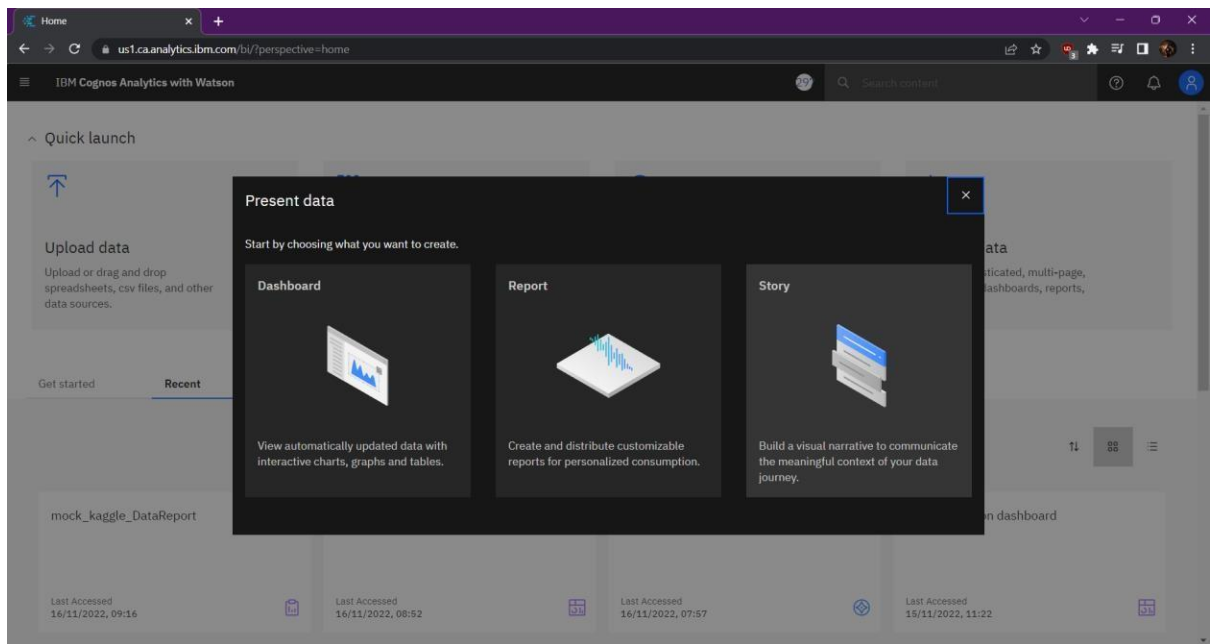 Home
us1.ca.analytics.ibm.com/bi/?perspective=home
3
IBM Cognos Analytics with Watson
29°
Search content
Quick launch
Upload data
Upload or drag and drop
spreadsheets, csv files, and other
data sources.
Present data
Start by choosing what you want to create.
Dashboard
View automatically updated data with
interactive charts, graphs and tables.
Report
Create and distribute customizable
reports for personalized consumption.
Story
Build a visual narrative to communicate
the meaningful context of your data
journey.
ata
sticated, multi-page,
dashboards, reports,
Get started
Recent
mock_kaggle_DataReport
Last Accessed
16/11/2022, 09:16
Last Accessed
16/11/2022, 08:52
Last Accessed
16/11/2022, 07:57
on dashboard
Last Accessed
15/11/2022, 11:22